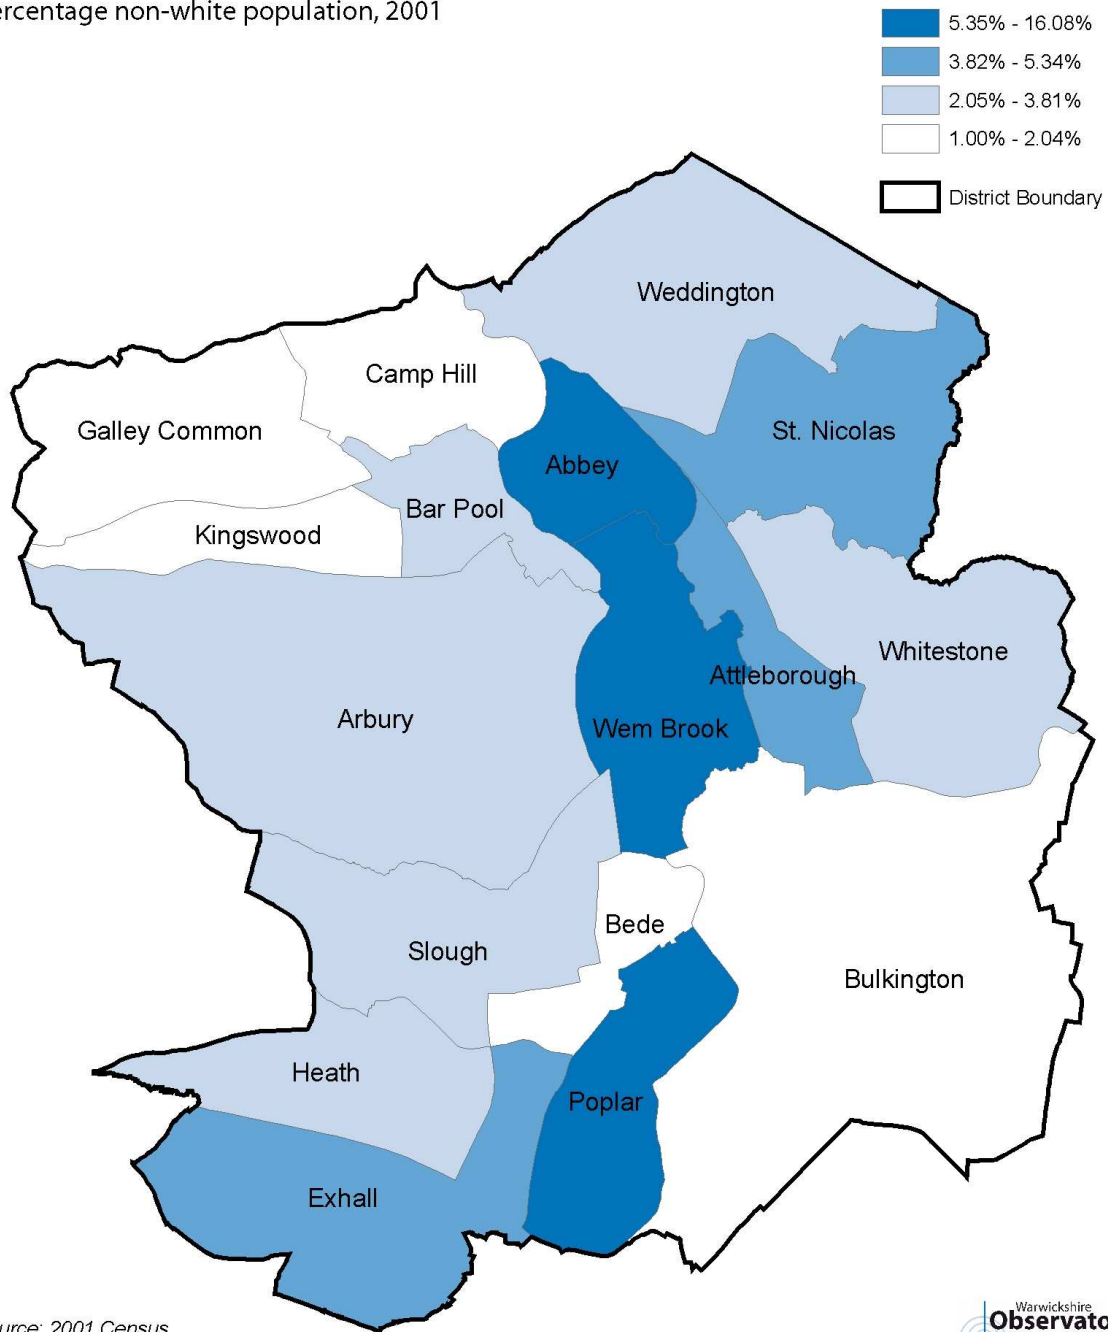 ercentage non-white population, 2001
5.35% - 16.08%
3.82% - 5.34%
2.05% - 3.81%
1.00% - 2.04%
District Boundary
Weddington
Camp Hill
Galley Common
St. Nicolas
Abbey
Bar Pool
Kingswood
Whitestone
Attleborough
Arbury
Wem Brook
Bede
Slough
Bulkington
Heath
Poplar
Exhall
urce: 2001 Census
Warwickshire
Observato